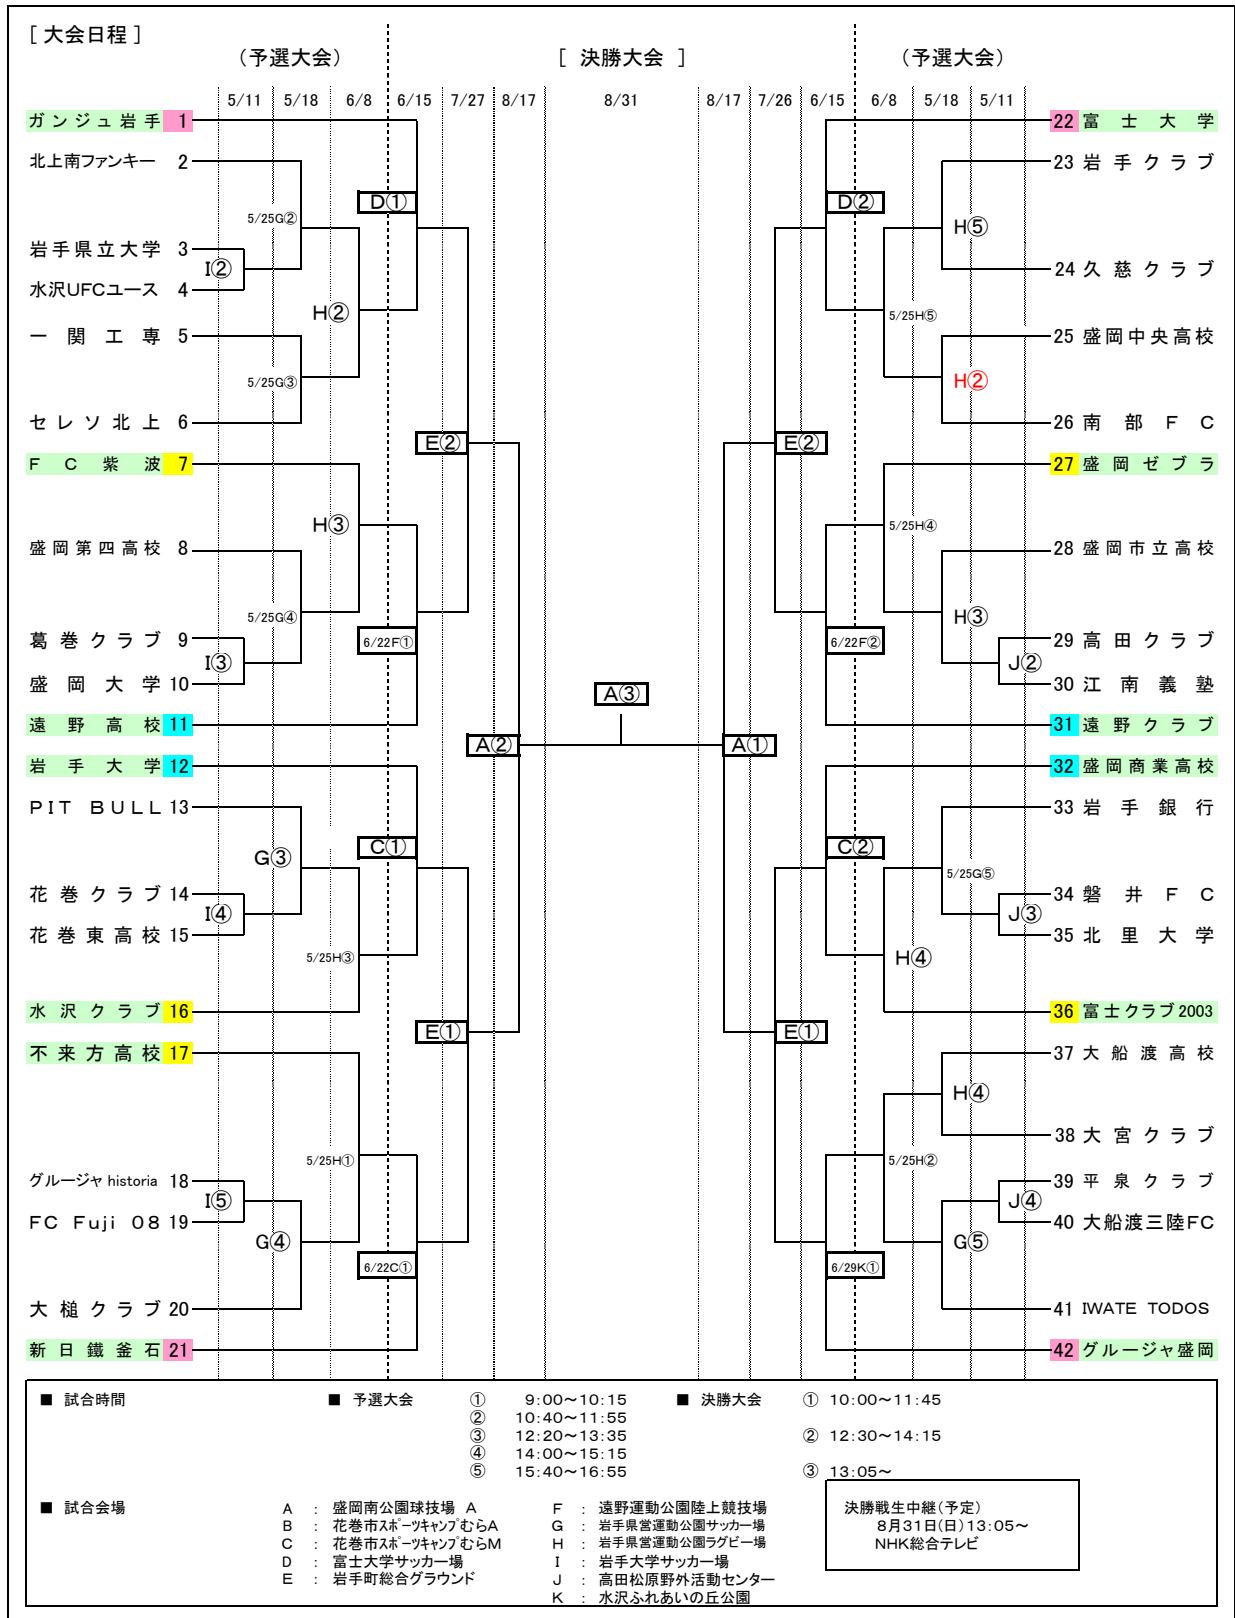 [ 大会日程 ]
(予選大会) [ 決勝大会 ] (予選大会)
5/11 5/18 6/8 6/15 7/27 8/17 8/31 8/17 7/26 6/15 6/8 5/18 5/11
ガンジュ岩手 1 22 富士大学
北上南ファンキー 2 23 岩手クラブ
D① D②
5/25G② H⑤
岩手県立大学 3
I② 24 久慈クラブ
水沢UFCユース 4
H② 5/25H⑤
一関工専 5 25 盛岡中央高校
5/25G③ H②
セレソ北上 6 26 南部FC
E② E②
FC紫波 7 27 盛岡ゼブラ
H③ 5/25H④
盛岡第四高校 8 28 盛岡市立高校
5/25G④ H③
葛巻クラブ 9 6/22F① 6/22F② 29 高田クラブ
I③ J②
盛岡大学 10 30 江南義塾
A③
遠野高校 11 31 遠野クラブ
A② A①
岩手大学 12 32 盛岡商業高校
PIT BULL 13 33 岩手銀行
C① C②
G③ 5/25G⑤
花巻クラブ 14 34 磐井FC
I④ J③
花巻東高校 15 35 北里大学
5/25H③ H④
水沢クラブ 16 36 富士クラブ2003
E① E①
不来方高校 17 37 大船渡高校
H④
38 大宮クラブ
5/25H① 5/25H②
グルージャ historia 18 39 平泉クラブ
I⑤ J④
FC Fuji 08 19 40 大船渡三陸FC
G④ G⑤
6/22C① 6/29K①
大槌クラブ 20 41 IWATE TODOS
新日鐵釜石 21 42 グルージャ盛岡
■ 試合時間 ■ 予選大会 ① 9:00～10:15 ■ 決勝大会 ① 10:00～11:45
② 10:40～11:55
③ 12:20～13:35 ② 12:30～14:15
④ 14:00～15:15
⑤ 15:40～16:55 ③ 13:05～
■ 試合会場 A : 盛岡南公園球技場 A F : 遠野運動公園陸上競技場 決勝戦生中継(予定)
B : 花巻市スポーツキャンプむらA G : 岩手県営運動公園サッカー場 8月31日(日)13:05～
C : 花巻市スポーツキャンプむらM H : 岩手県営運動公園ラグビー場 NHK総合テレビ
D : 富士大学サッカー場 I : 岩手大学サッカー場
E : 岩手町総合グラウンド J : 高田松原野外活動センター
K : 水沢ふれあいの丘公園